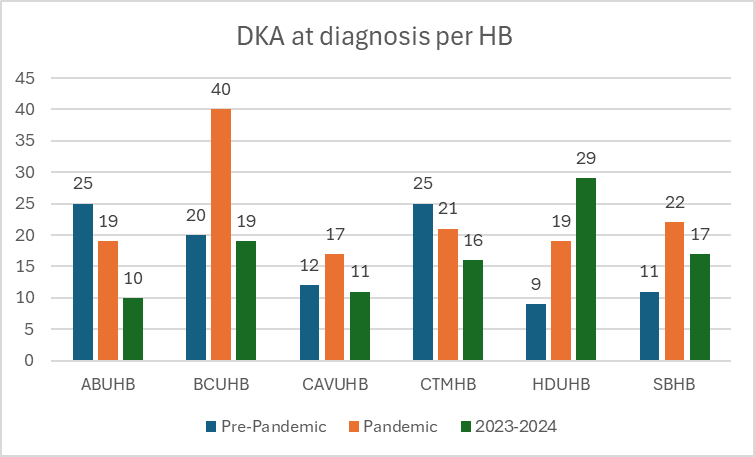 DKA at diagnosis per HB
45
40
35
30
25
20
15
10
5
0
25 19 10
20 40 19
12 17 11
25 21 16
9 19 29
11 22 17
ABUHB BCUHB CAVUHB CTMHB HDUHB SBHB
Pre-Pandemic Pandemic 2023-2024